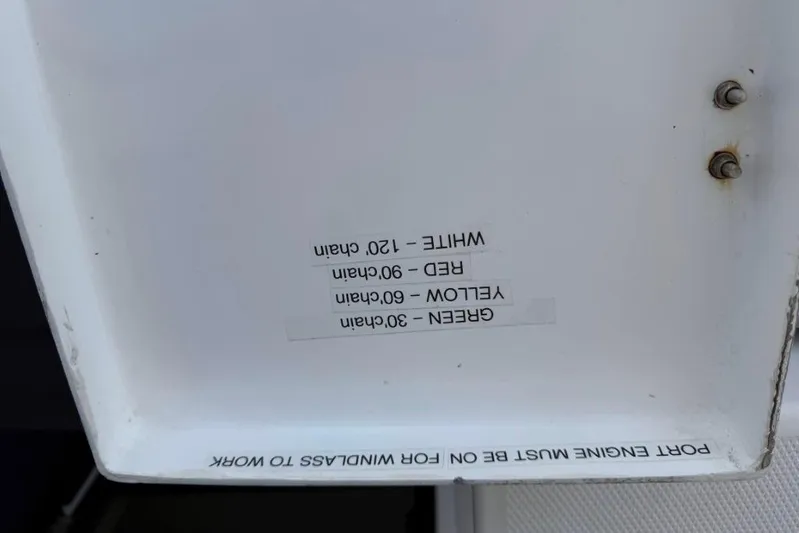 PORT ENGINE MUST BE ON FOR WINDLASS TO WORK
GREEN – 30'chain
YELLOW – 60'chain
RED – 90'chain
WHITE – 120' chain